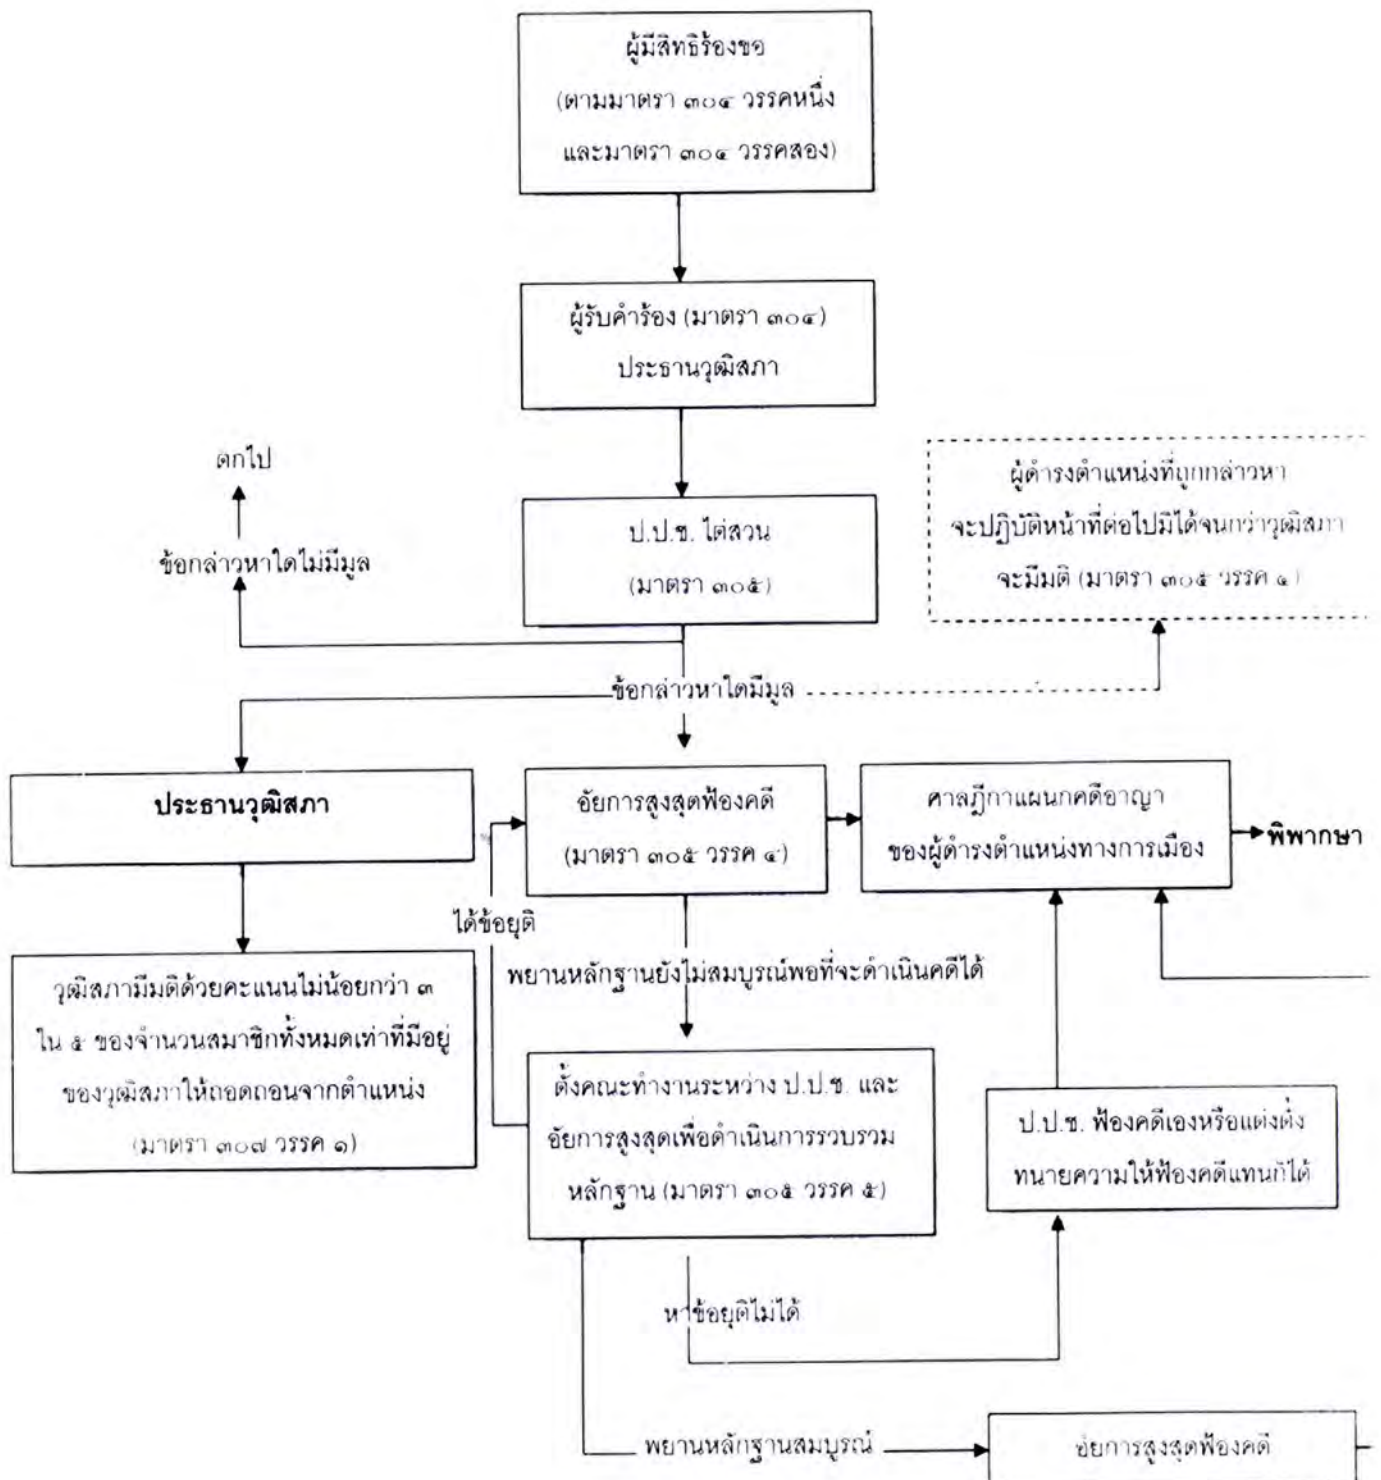 ผู้มีสิทธิร้องขอ
(ตามมาตรา ๓๐๔ วรรคหนึ่ง
และมาตรา ๓๐๔ วรรคสอง)
ผู้รับคำร้อง (มาตรา ๓๐๔)
ประธานวุฒิสภา
ตกไป
ข้อกล่าวหาใดไม่มีมูล
ป.ป.ช. ไต่สวน
(มาตรา ๓๐๕)
ผู้ดำรงตำแหน่งที่ถูกกล่าวหา
จะปฏิบัติหน้าที่ต่อไปมิได้จนกว่าวุฒิสภา
จะมีมติ (มาตรา ๓๐๕ วรรค ๔)
ข้อกล่าวหาใดมีมูล
ประธานวุฒิสภา
อัยการสูงสุดฟ้องคดี
(มาตรา ๓๐๕ วรรค ๔)
ศาลฎีกาแผนกคดีอาญา
ของผู้ดำรงตำแหน่งทางการเมือง
พิพากษา
ได้ข้อยุติ
พยานหลักฐานยังไม่สมบูรณ์พอที่จะดำเนินคดีได้
วุฒิสภามีมติด้วยคะแนนไม่น้อยกว่า ๓
ใน ๕ ของจำนวนสมาชิกทั้งหมดเท่าที่มีอยู่
ของวุฒิสภาให้ถอดถอนจากตำแหน่ง
(มาตรา ๓๐๗ วรรค ๑)
ตั้งคณะทำงานระหว่าง ป.ป.ช. และ
อัยการสูงสุดเพื่อดำเนินการรวบรวม
หลักฐาน (มาตรา ๓๐๕ วรรค ๕)
ป.ป.ช. ฟ้องคดีเองหรือแต่งตั้ง
ทนายความให้ฟ้องคดีแทนก็ได้
หาข้อยุติไม่ได้
พยานหลักฐานสมบูรณ์
อัยการสูงสุดฟ้องคดี